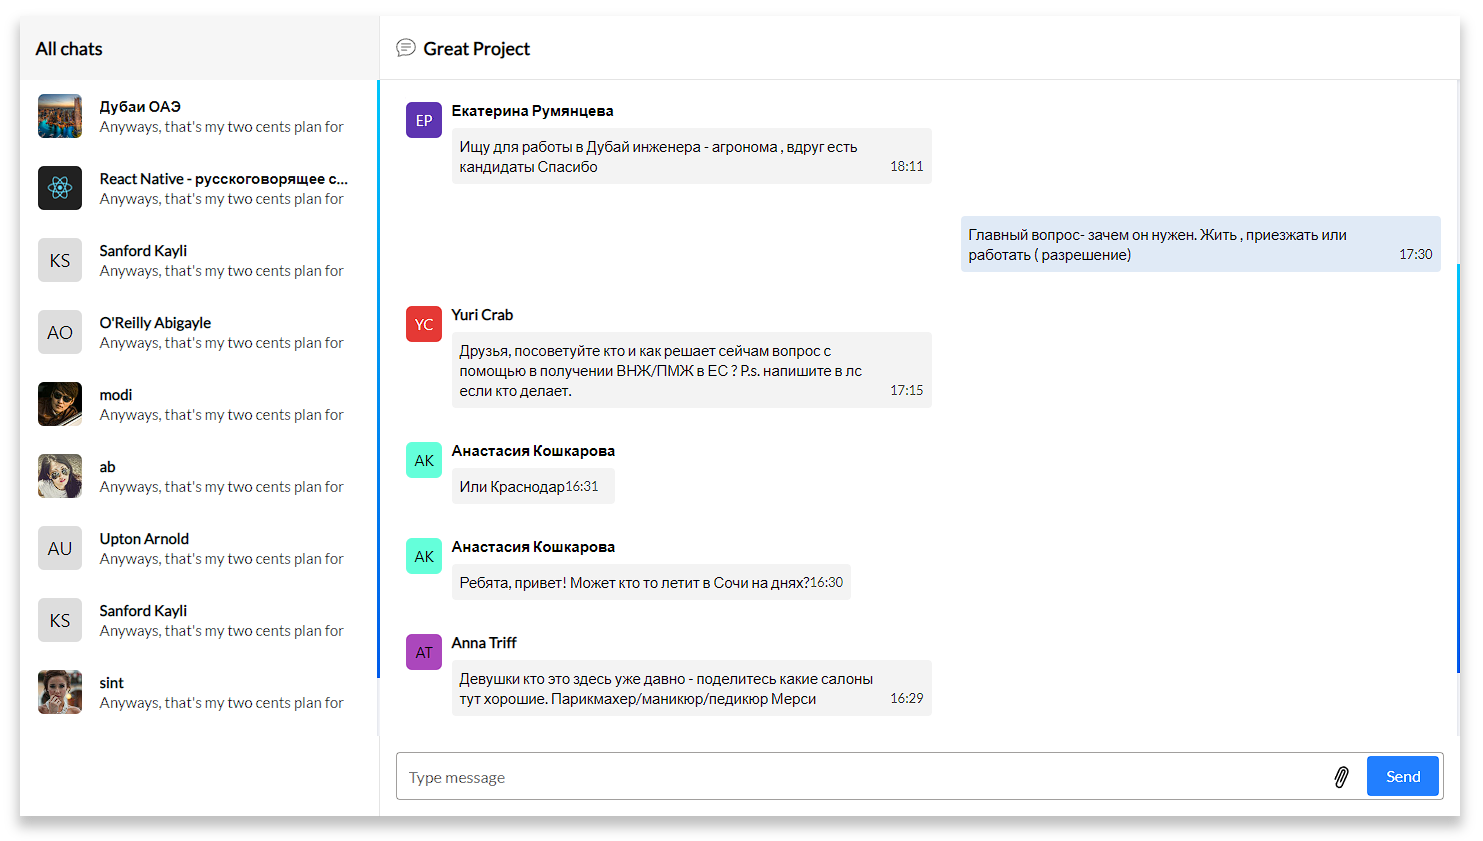 All chats
Дубаи ОАЭ
Anyways, that's my two cents plan for
React Native - русскоговорящее с...
Anyways, that's my two cents plan for
KS
Sanford Kayli
Anyways, that's my two cents plan for
AO
O'Reilly Abigayle
Anyways, that's my two cents plan for
modi
Anyways, that's my two cents plan for
ab
Anyways, that's my two cents plan for
AU
Upton Arnold
Anyways, that's my two cents plan for
KS
Sanford Kayli
Anyways, that's my two cents plan for
sint
Anyways, that's my two cents plan for
Great Project
ЕР
Екатерина Румянцева
Ищу для работы в Дубай инженера - агронома , вдруг есть
кандидаты Спасибо
18:11
Главный вопрос- зачем он нужен. Жить , приезжать или
работать ( разрешение)
17:30
YC
Yuri Crab
Друзья, посоветуйте кто и как решает сейчам вопрос с
помощью в получении ВНЖ/ПМЖ в ЕС ? P.s. напишите в лс
если кто делает.
17:15
АК
Анастасия Кошкарова
Или Краснодар16:31
АК
Анастасия Кошкарова
Ребята, привет! Может кто то летит в Сочи на днях?16:30
AT
Anna Triff
Девушки кто это здесь уже давно - поделитесь какие салоны
тут хорошие. Парикмахер/маникюр/педикюр Мерси
16:29
Type message
Send